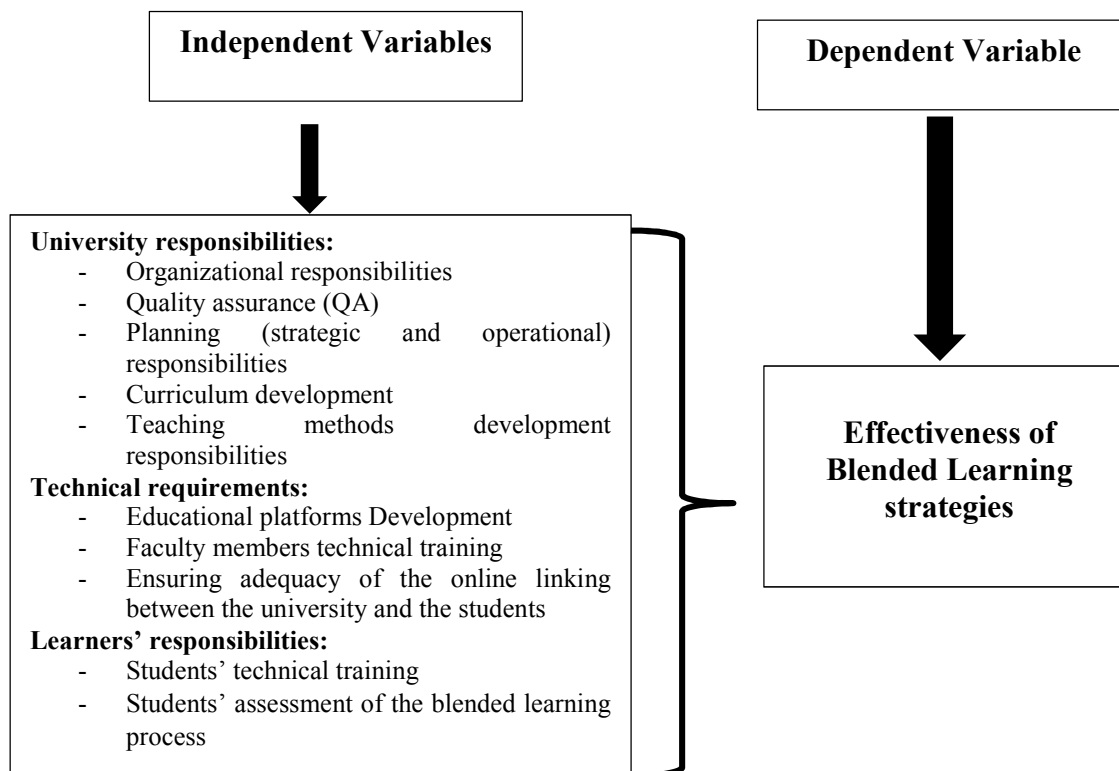 Independent Variables
Dependent Variable
University responsibilities:
- Organizational responsibilities
- Quality assurance (QA)
- Planning (strategic and operational)
responsibilities
- Curriculum development
- Teaching methods development
responsibilities
Technical requirements:
- Educational platforms Development
- Faculty members technical training
- Ensuring adequacy of the online linking
between the university and the students
Learners’ responsibilities:
- Students’ technical training
- Students’ assessment of the blended learning
process
Effectiveness of
Blended Learning
strategies